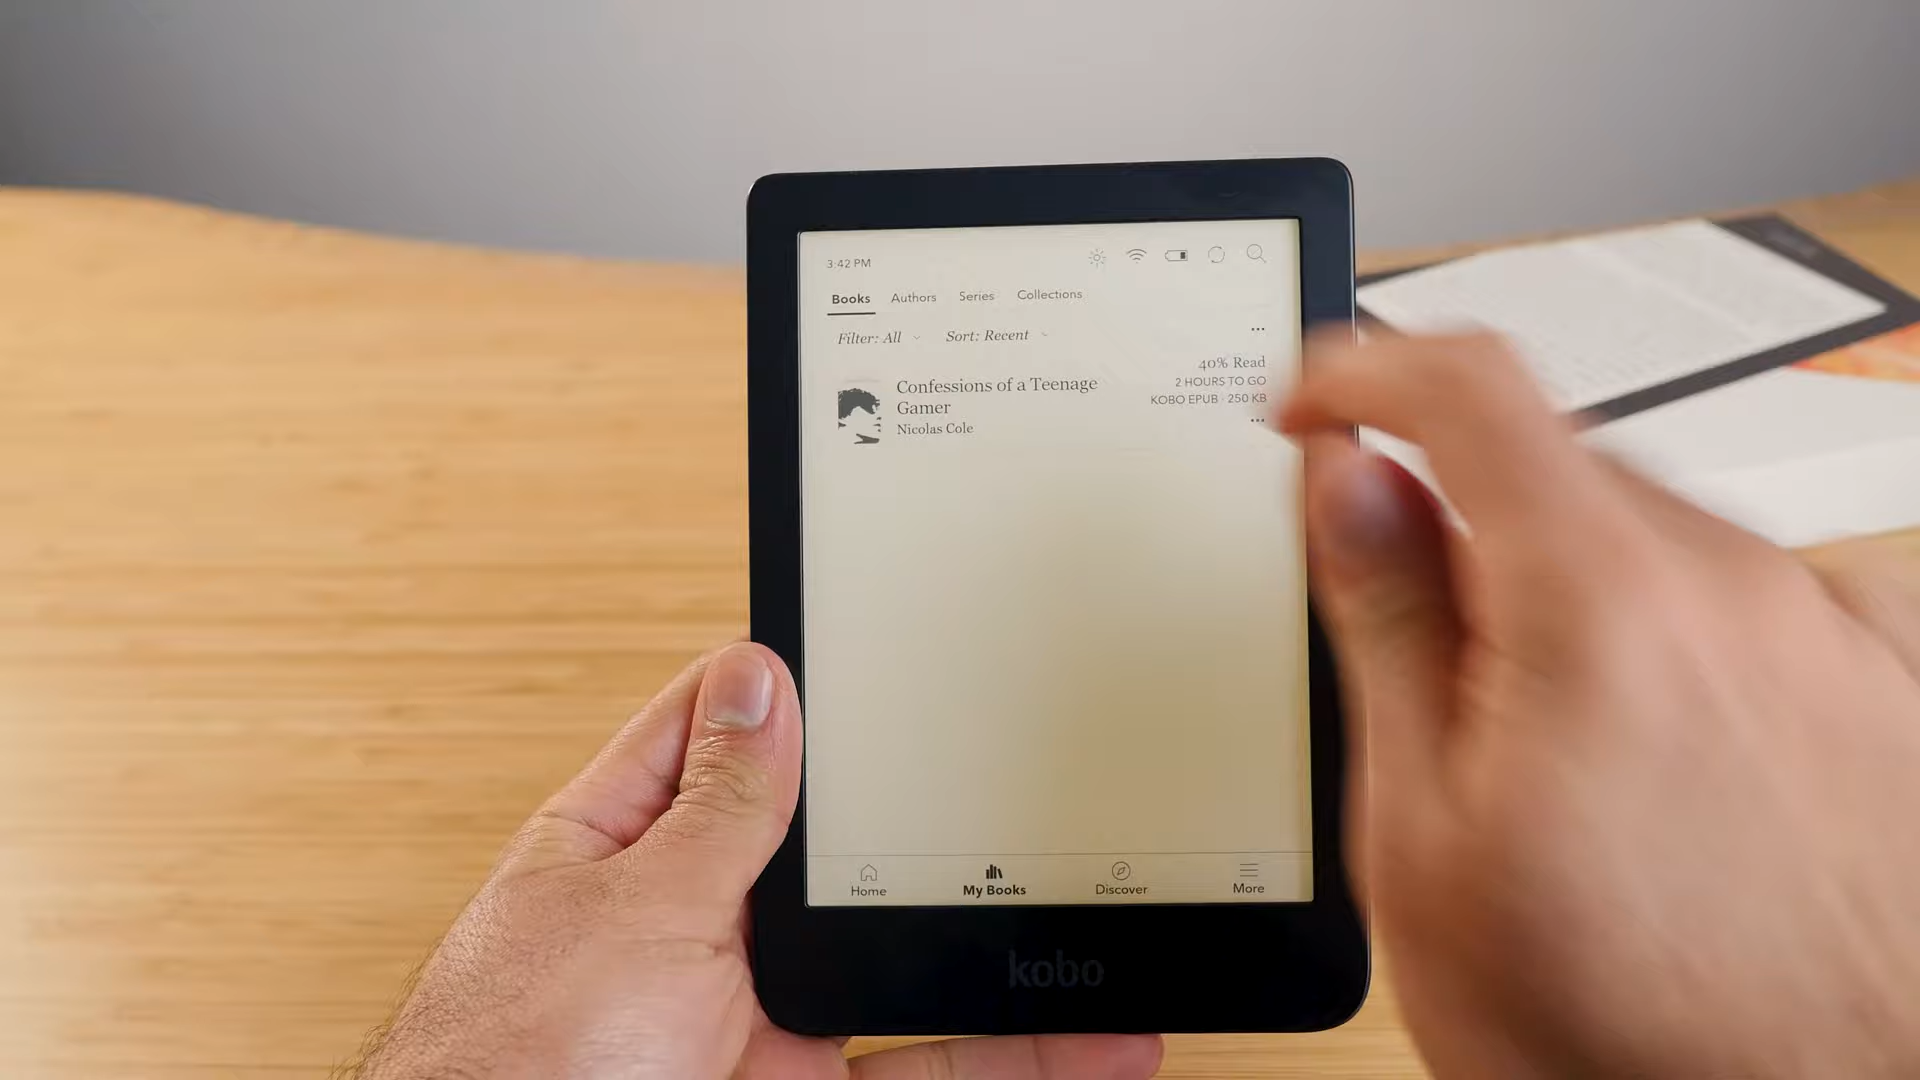 3:42 PM
Books Authors Series Collections
Filter: All Sort: Recent
Confessions of a Teenage
Gamer
Nicolas Cole
40% Read
2 HOURS TO GO
KOBO EPUB · 250 KB
Home My Books Discover More
kobo